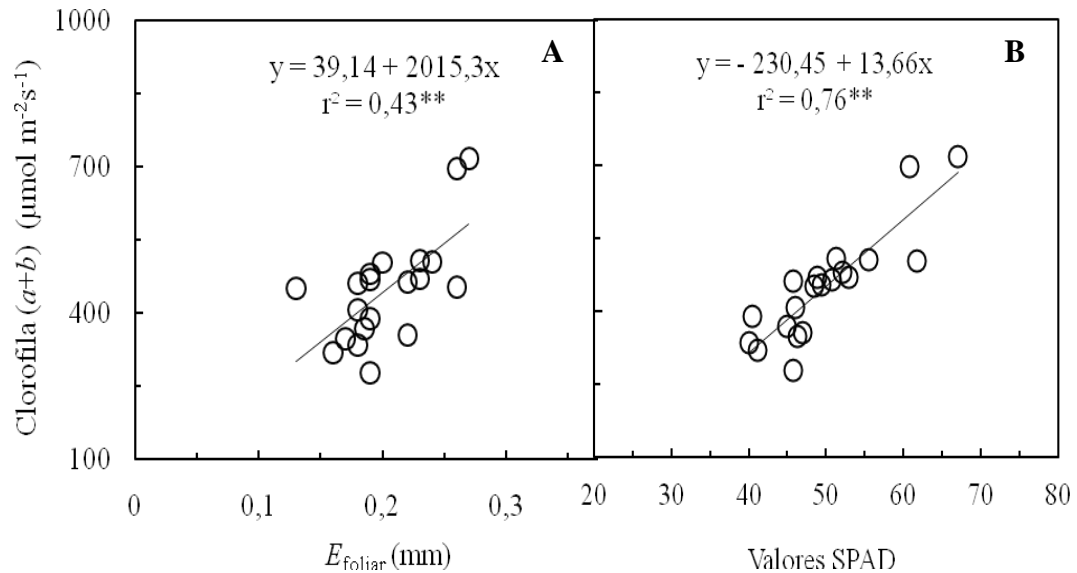 1000
700
400
100
Clorofila (a+b) (µmol m⁻²s⁻¹)
y = 39,14 + 2015,3x
r² = 0,43**
A
0
0,1
0,2
0,3
E foliar (mm)
y = - 230,45 + 13,66x
r² = 0,76**
B
20
30
40
50
60
70
80
Valores SPAD